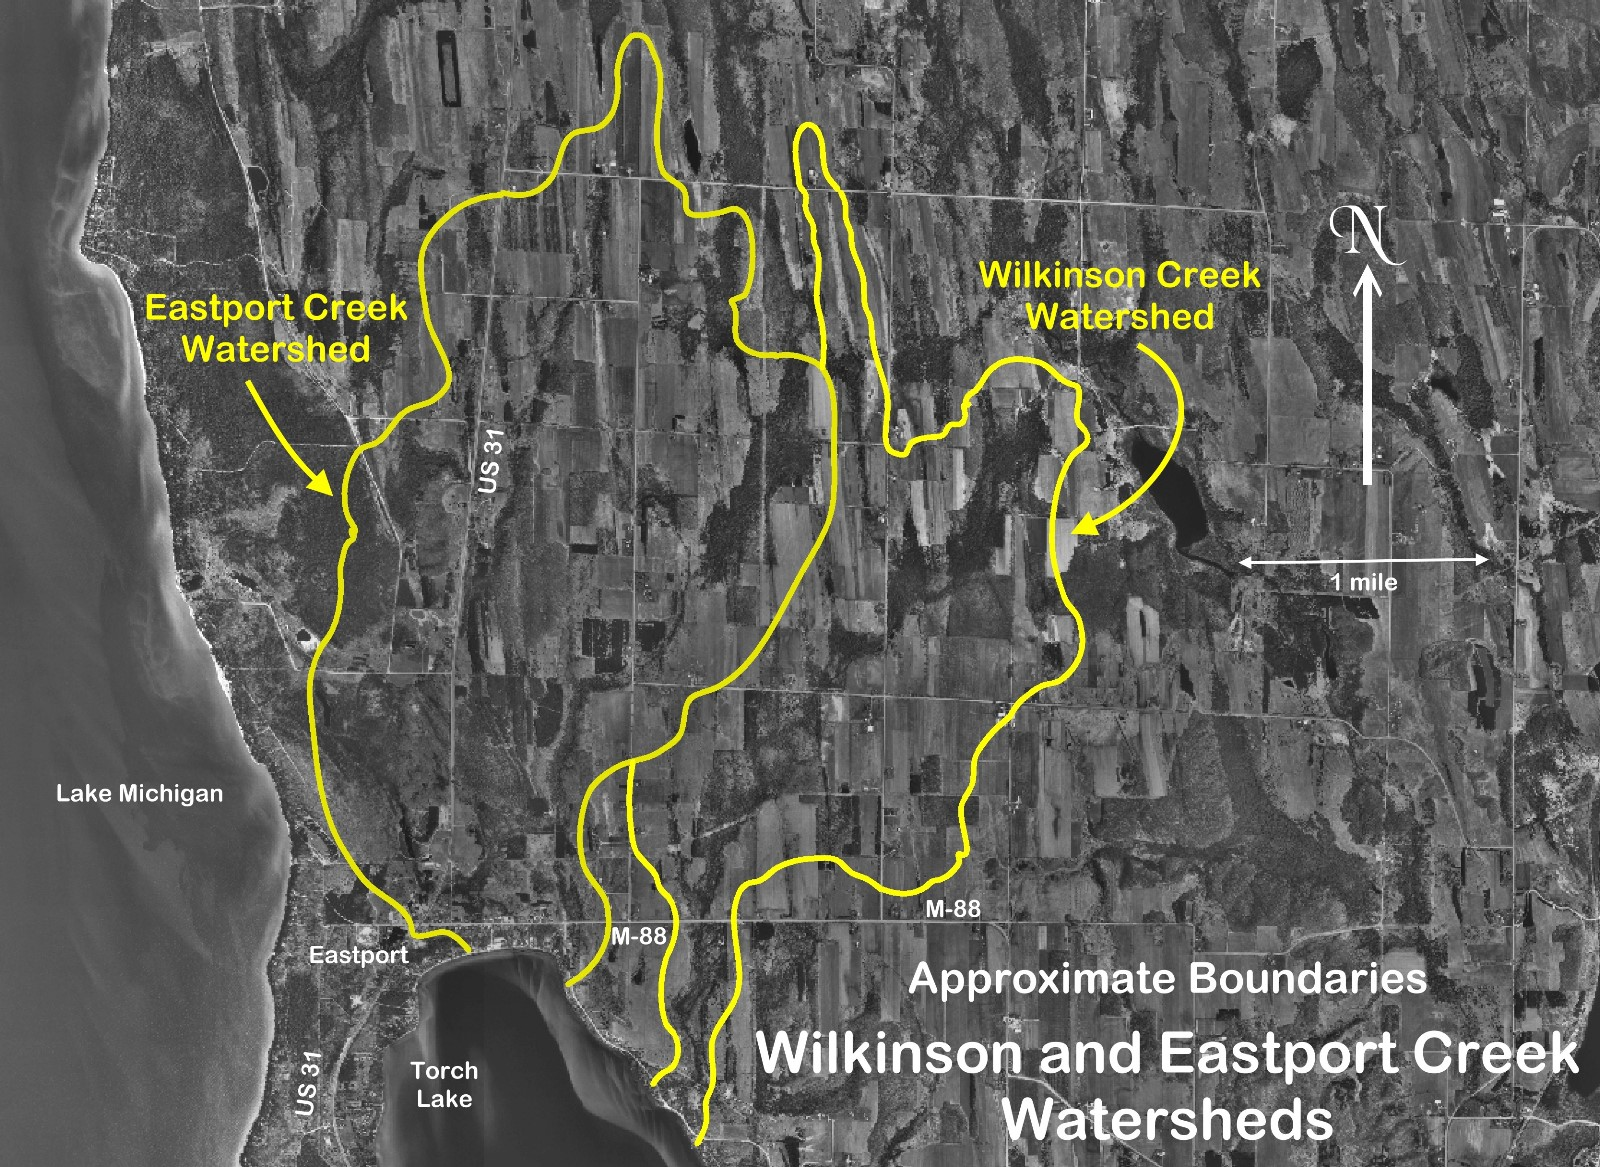 N
Wilkinson Creek
Watershed
Eastport Creek
Watershed
US 31
1 mile
Lake Michigan
M-88
M-88
Eastport
Approximate Boundaries
Wilkinson and Eastport Creek
Watersheds
US 31
Torch
Lake